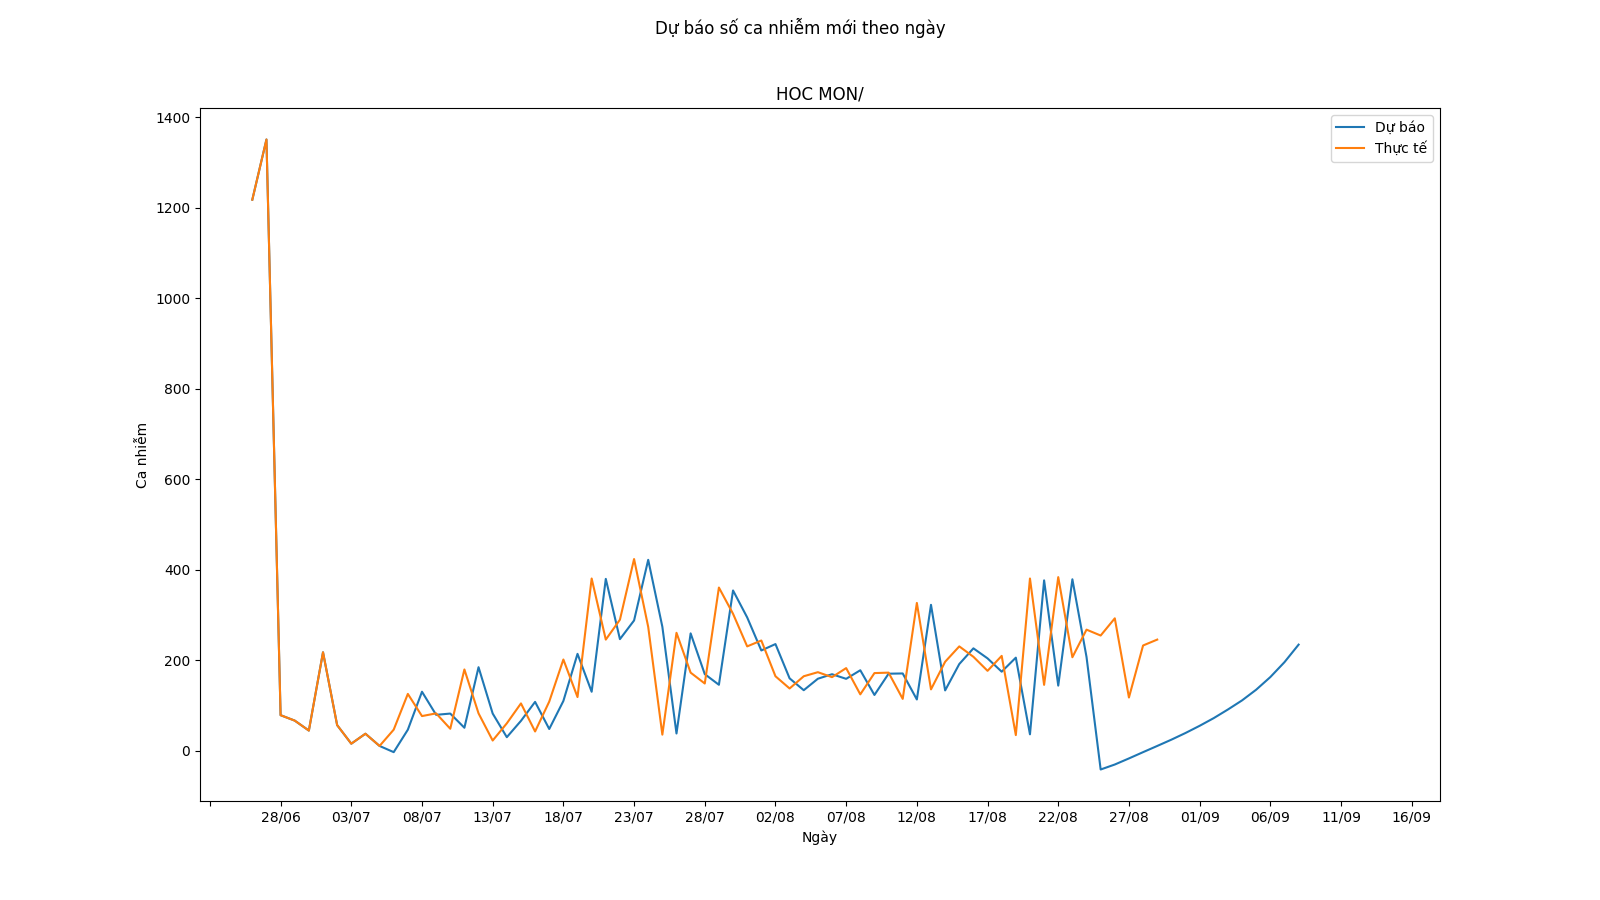 Dự báo số ca nhiễm mới theo ngày
HOC MON/
Dự báo
Thực tế
1400
1200
1000
800
600
400
200
0
Ca nhiễm
28/06 03/07 08/07 13/07 18/07 23/07 28/07 02/08 07/08 12/08 17/08 22/08 27/08 01/09 06/09 11/09 16/09
Ngày